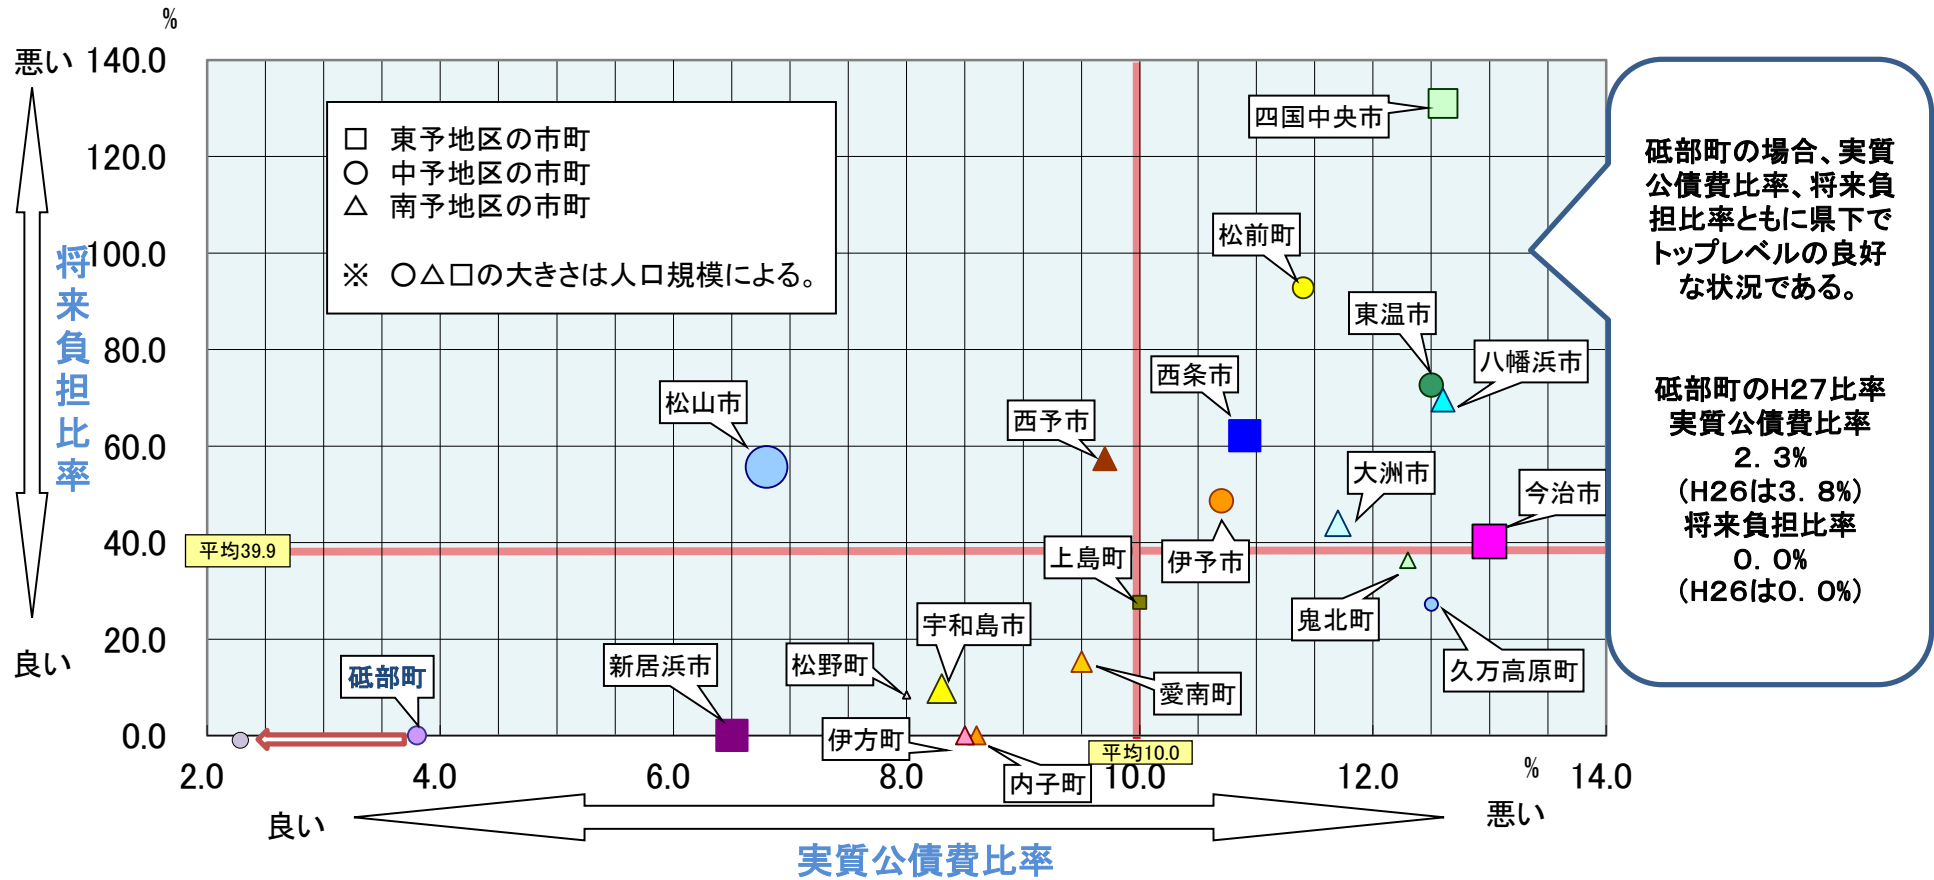 %
悪い
140.0
120.0
100.0
80.0
60.0
40.0
20.0
0.0
良い
将来負担比率
□ 東予地区の市町
○ 中予地区の市町
△ 南予地区の市町
※ ○△□の大きさは人口規模による。
四国中央市
松前町
東温市
八幡浜市
西条市
松山市
西予市
大洲市
今治市
平均39.9
上島町
伊予市
鬼北町
宇和島市
久万高原町
砥部町
新居浜市
松野町
愛南町
伊方町
内子町
平均10.0
2.0
4.0
6.0
8.0
10.0
12.0
%
14.0
良い
悪い
実質公債費比率
砥部町の場合、実質
公債費比率、将来負
担比率ともに県下で
トップレベルの良好
な状況である。
砥部町のH27比率
実質公債費比率
2.3%
(H26は3.8%)
将来負担比率
0.0%
(H26は0.0%)